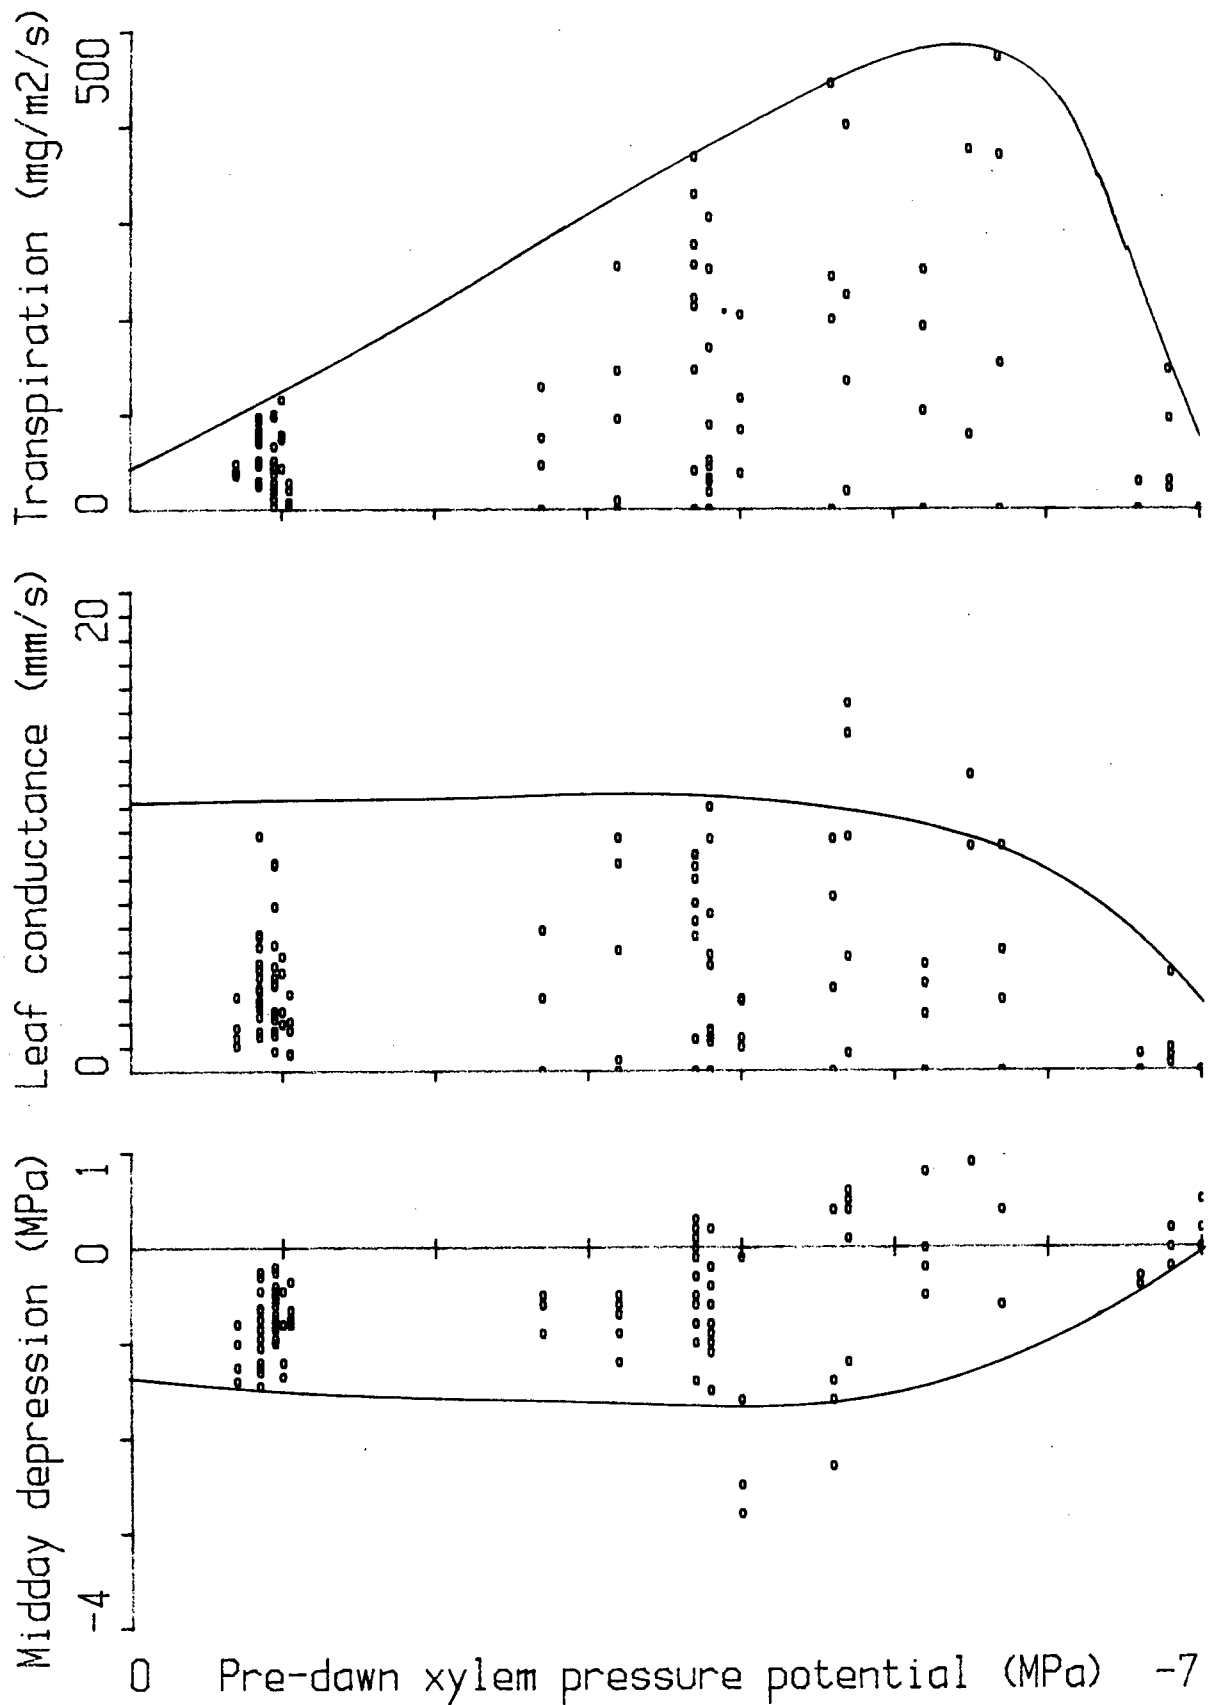 Transpiration (mg/m2/s)
500
0
Leaf conductance (mm/s)
20
0
Midday depression (MPa)
1
0
-4
0 Pre-dawn xylem pressure potential (MPa) -7